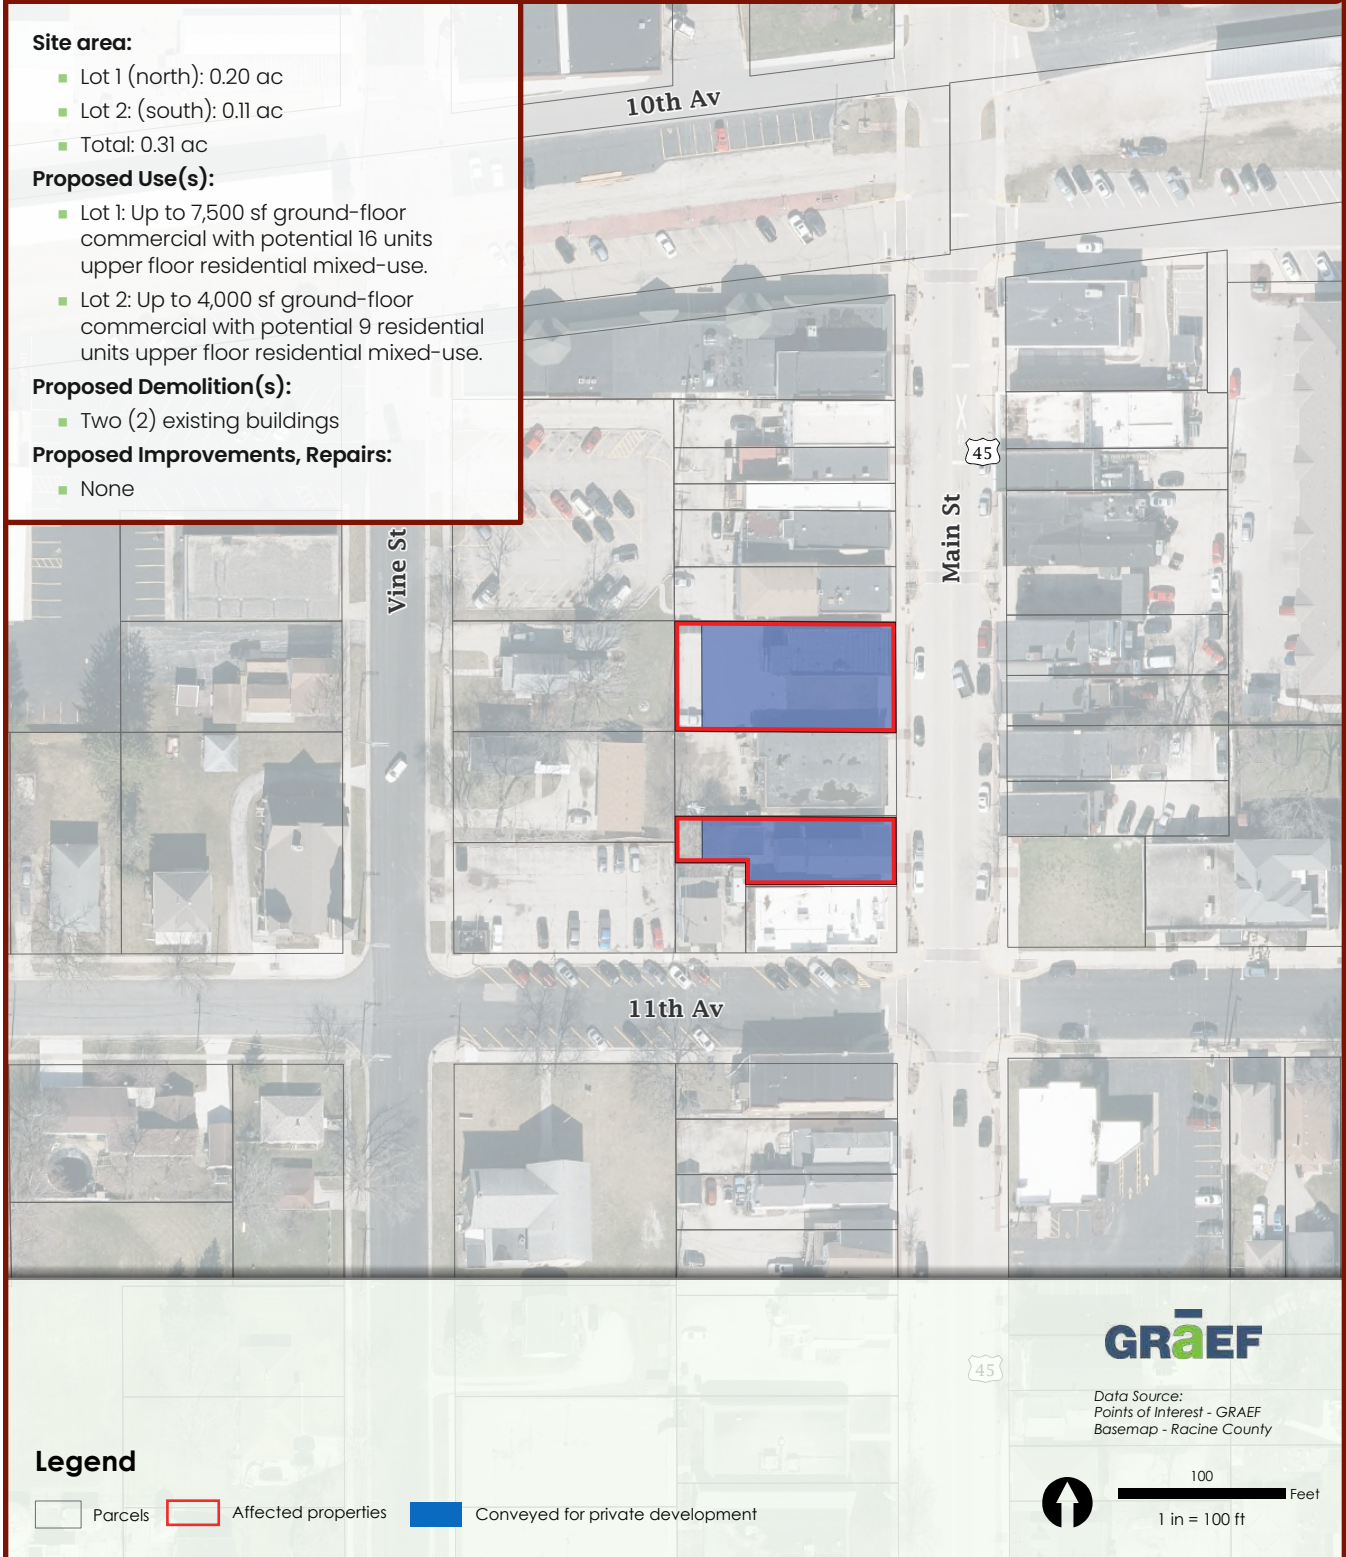 Site area:
Lot 1 (north): 0.20 ac
Lot 2: (south): 0.11 ac
Total: 0.31 ac
Proposed Use(s):
Lot 1: Up to 7,500 sf ground-floor
commercial with potential 16 units
upper floor residential mixed-use.
Lot 2: Up to 4,000 sf ground-floor
commercial with potential 9 residential
units upper floor residential mixed-use.
Proposed Demolition(s):
Two (2) existing buildings
Proposed Improvements, Repairs:
None
10th Av
45
Vine St
Main St
11th Av
45
GRaEF
Data Source:
Points of Interest - GRAEF
Basemap - Racine County
Legend
Parcels
Affected properties
Conveyed for private development
100
Feet
1 in = 100 ft